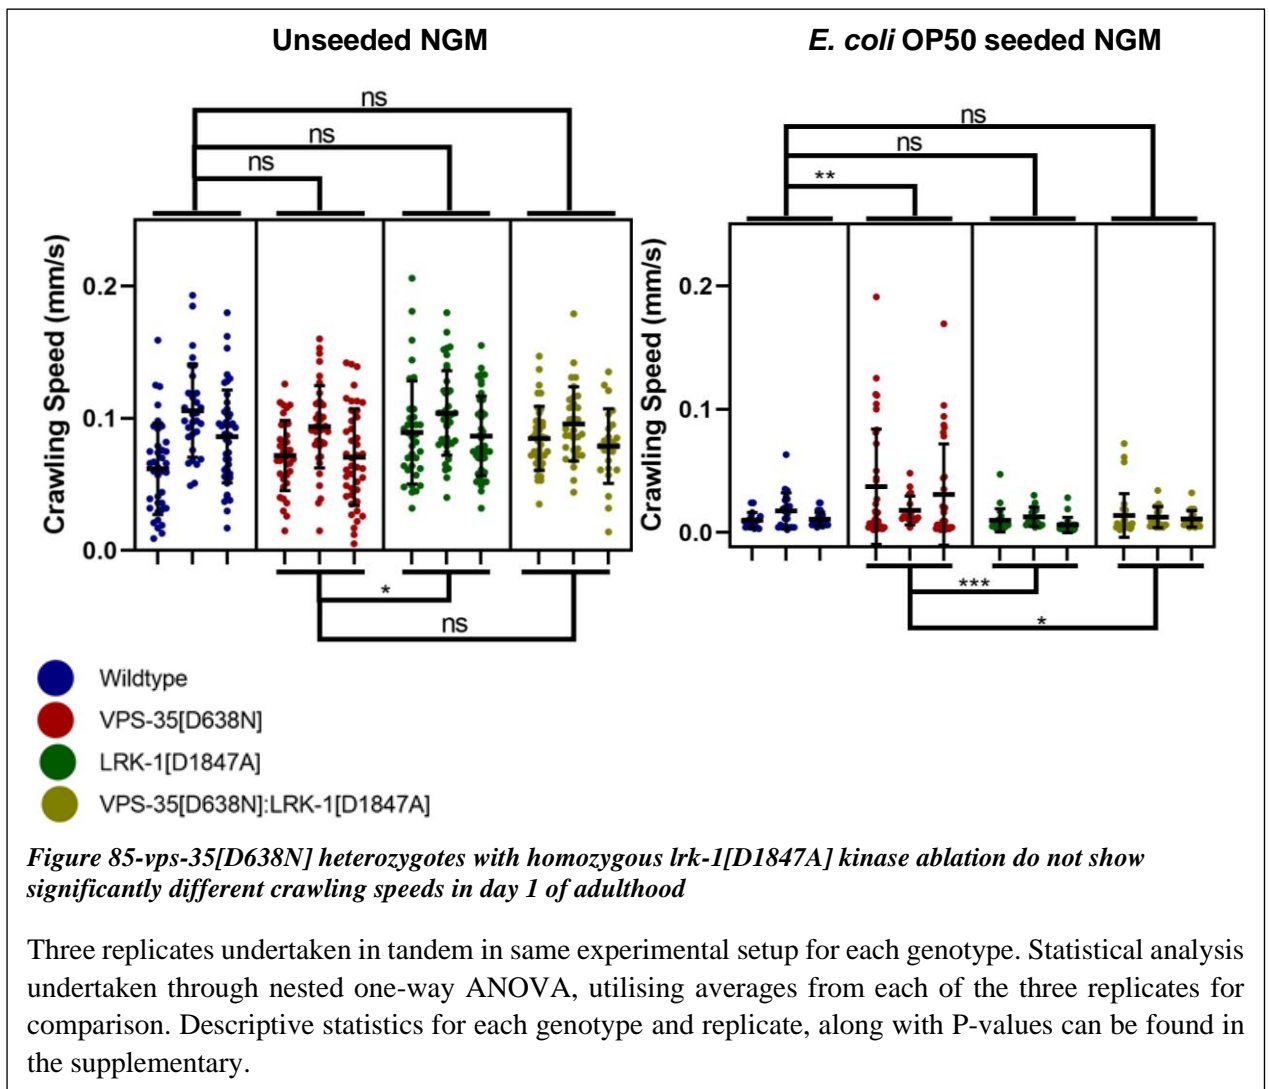 Unseeded NGM
E. coli OP50 seeded NGM
ns
ns
ns
Crawling Speed (mm/s)
0.2
0.1
0.0
*
ns
ns
ns
**
Crawling Speed (mm/s)
0.2
0.1
0.0
***
*
Wildtype
VPS-35[D638N]
LRK-1[D1847A]
VPS-35[D638N]:LRK-1[D1847A]
Figure 85-vps-35[D638N] heterozygotes with homozygous lrk-1[D1847A] kinase ablation do not show
significantly different crawling speeds in day 1 of adulthood
Three replicates undertaken in tandem in same experimental setup for each genotype. Statistical analysis
undertaken through nested one-way ANOVA, utilising averages from each of the three replicates for
comparison. Descriptive statistics for each genotype and replicate, along with P-values can be found in
the supplementary.